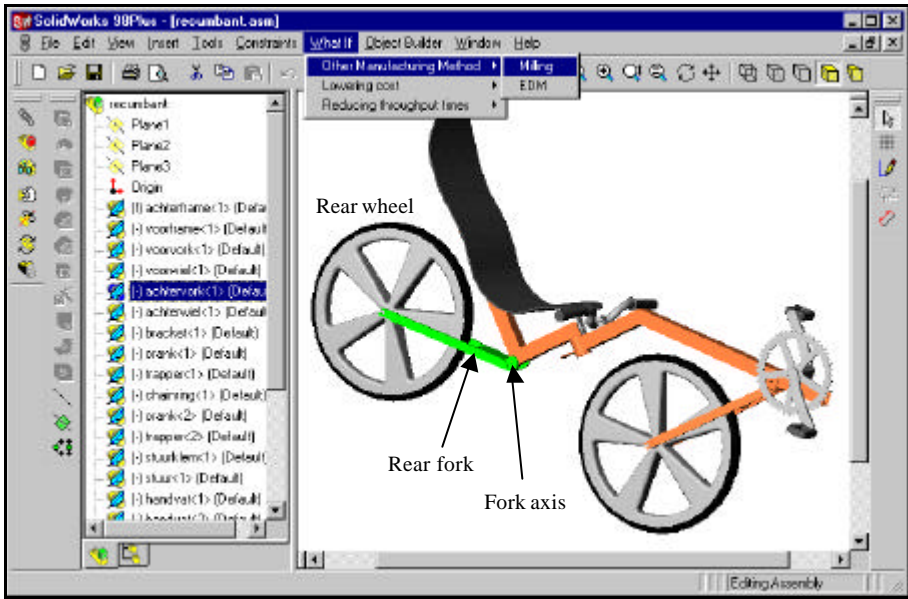 SolidWorks 98Plus - [recumbant.asm]
File Edit View Insert Tools Constraints What If Object Builder Window Help
Other Manufacturing Method Milling
Lowering cost EDM
Reducing throughput times
recumbant
Plane1
Plane2
Plane3
Origin
(f) achterframe<1> (Defau
(-) voorframe<1> (Default
(-) voorvork<1> (Default)
(-) voorwiel<1> (Default)
(-) achtervork<1> (Defau
(-) achterwiel<1> (Default)
(-) bracket<1> (Default)
(-) crank<1> (Default)
(-) trapper<1> (Default)
(-) chainring<1> (Default)
(-) crank<2> (Default)
(-) trapper<2> (Default)
(-) stuurklem<1> (Default
(-) stuur<1> (Default)
(-) handvat<1> (Default)
(-) handvat<2> (Default)
Rear wheel
Rear fork
Fork axis
Editing Assembly